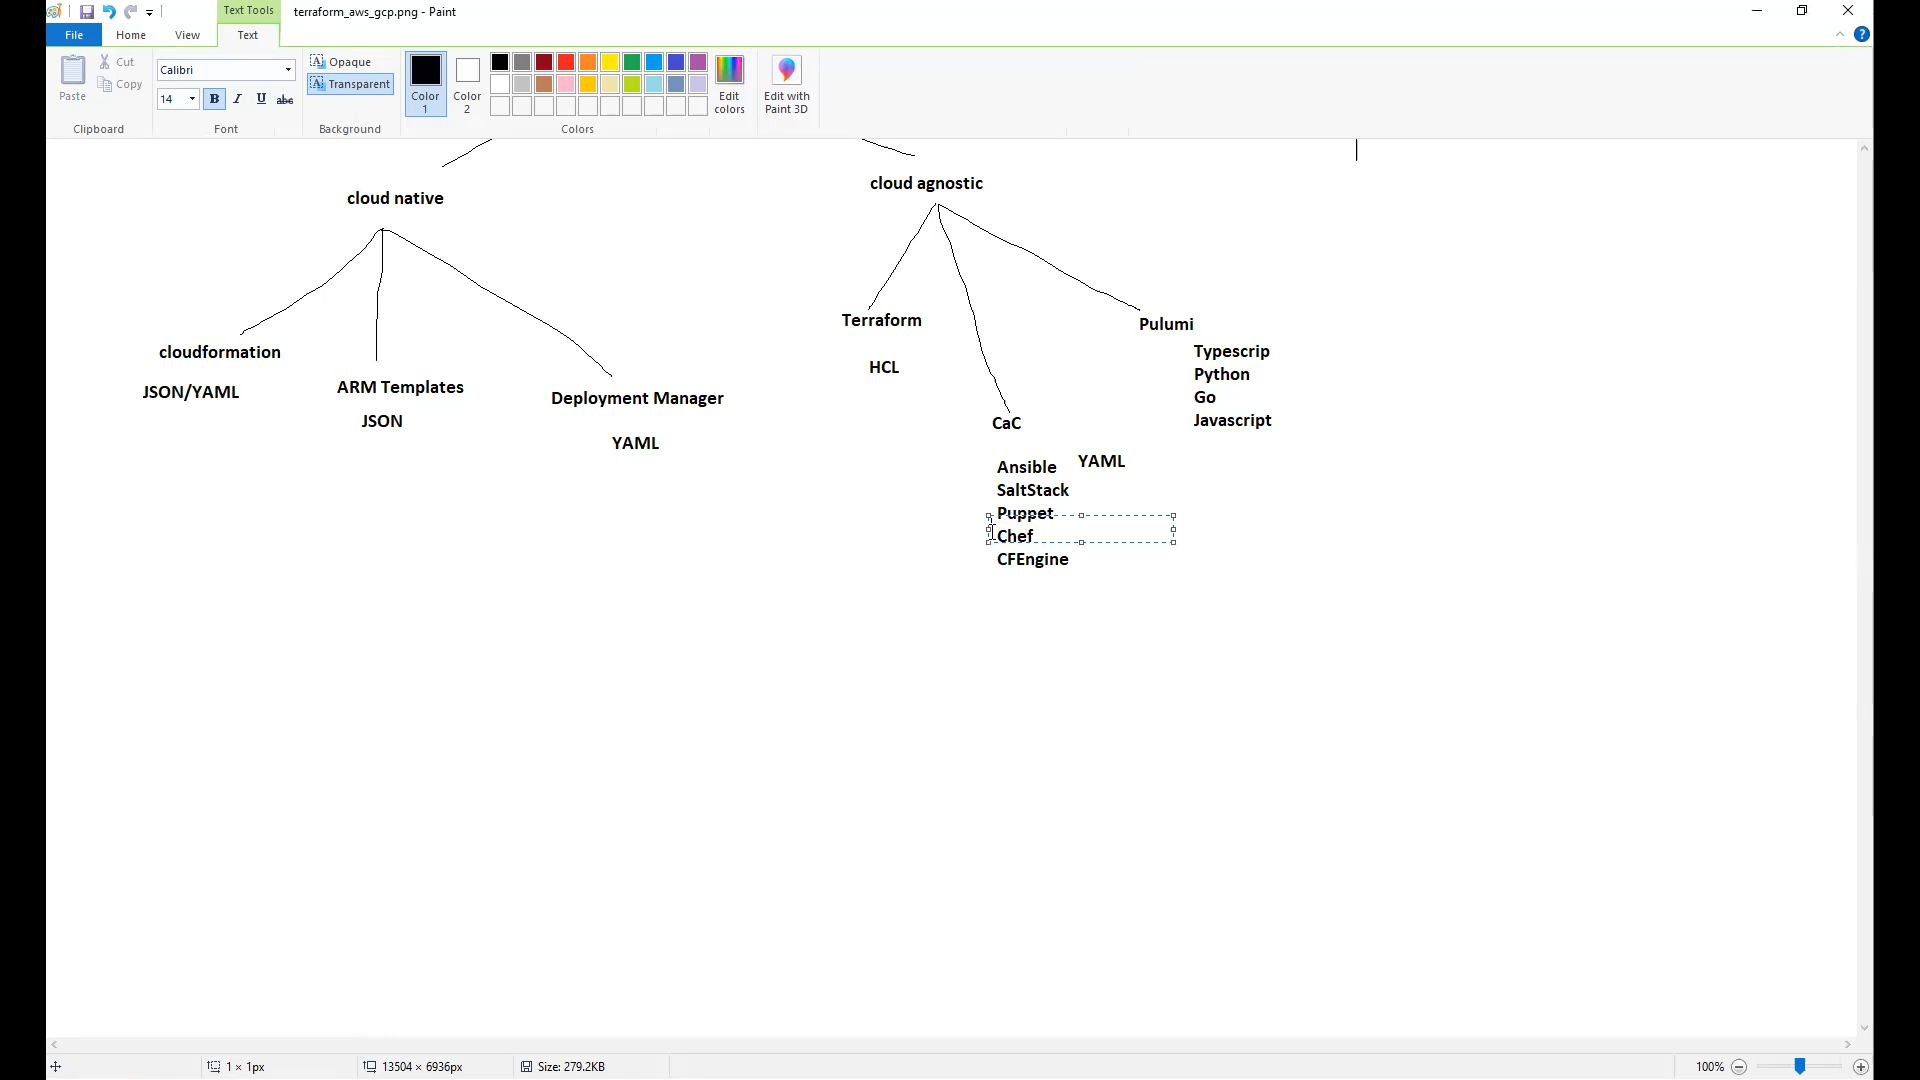 Text Tools
terraform_aws_gcp.png - Paint
File
Home
View
Text
Paste
Cut
Copy
Clipboard
Calibri
14
B
I
U
abc
Font
Opaque
Transparent
Background
Color 1
Color 2
Edit colors
Edit with Paint 3D
Colors
cloud native
cloud agnostic
cloudformation
JSON/YAML
ARM Templates
JSON
Deployment Manager
YAML
Terraform
HCL
CaC
Ansible
YAML
SaltStack
Puppet
Chef
CFEngine
Pulumi
Typescrip
Python
Go
Javascript
1 × 1px
13504 × 6936px
Size: 279.2KB
100%